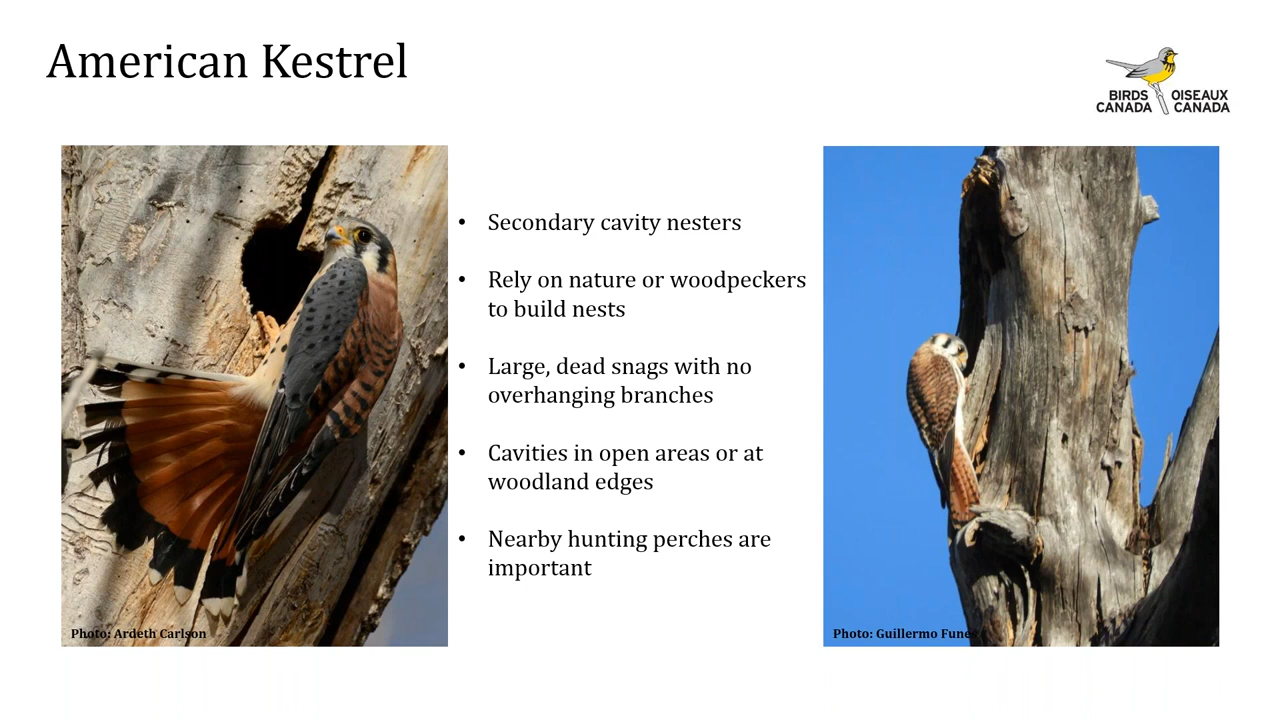 American Kestrel
BIRDS CANADA
OISEAUX CANADA
• Secondary cavity nesters
• Rely on nature or woodpeckers
to build nests
• Large, dead snags with no
overhanging branches
• Cavities in open areas or at
woodland edges
• Nearby hunting perches are
important
Photo: Ardeth Carlson
Photo: Guillermo Funes